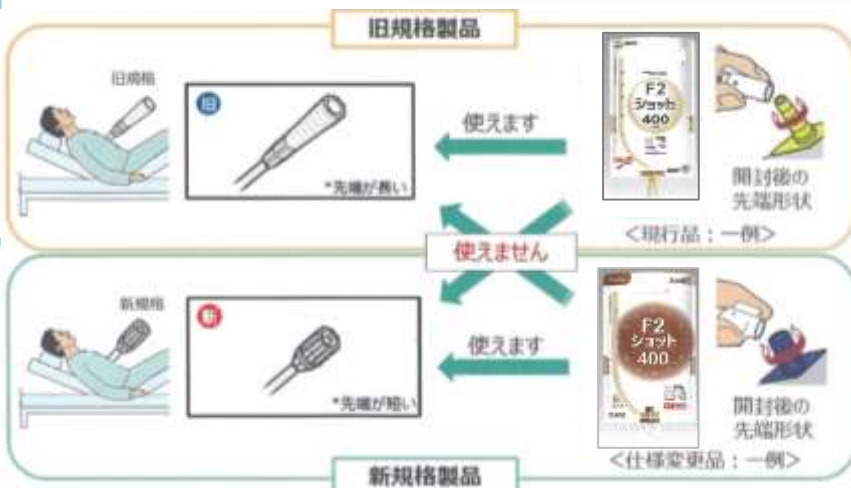 旧規格製品
旧規格
旧
*先端が長い
使えます
F2
ショット
400
開封後の
先端形状
<現行品：一例>
使えません
新規格
新
*先端が短い
使えます
F2
ショット
400
開封後の
先端形状
<仕様変更品：一例>
新規格製品